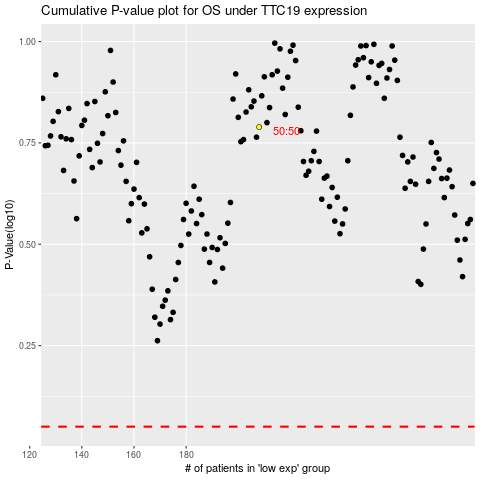 Cumulative P-value plot for OS under TTC19 expression
P-Value(log10)
1.00
0.75
0.50
0.25
50:50
120 140 160 180
# of patients in 'low exp' group